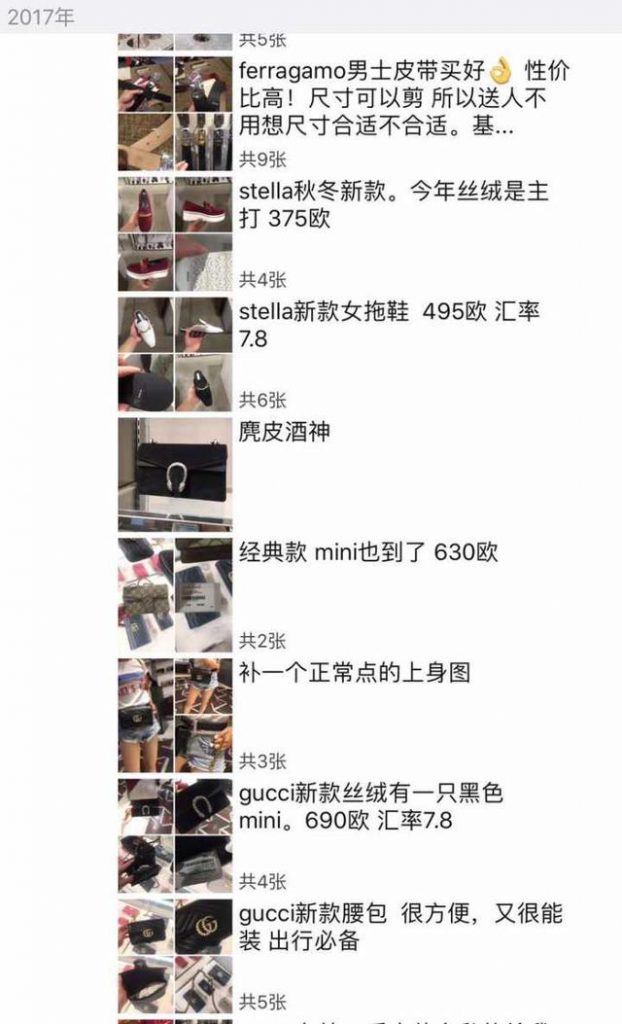 2017年
共5张
ferragamo男士皮带买好👌 性价
比高！尺寸可以剪 所以送人不
用想尺寸合适不合适。基...
共9张
stella秋冬新款。今年丝绒是主
打 375欧
共4张
stella新款女拖鞋  495欧 汇率
7.8
共6张
麂皮酒神
经典款 mini也到了 630欧
共2张
补一个正常点的上身图
共3张
gucci新款丝绒有一只黑色
mini。690欧 汇率7.8
共4张
gucci新款腰包  很方便，又很能
装 出行必备
共5张